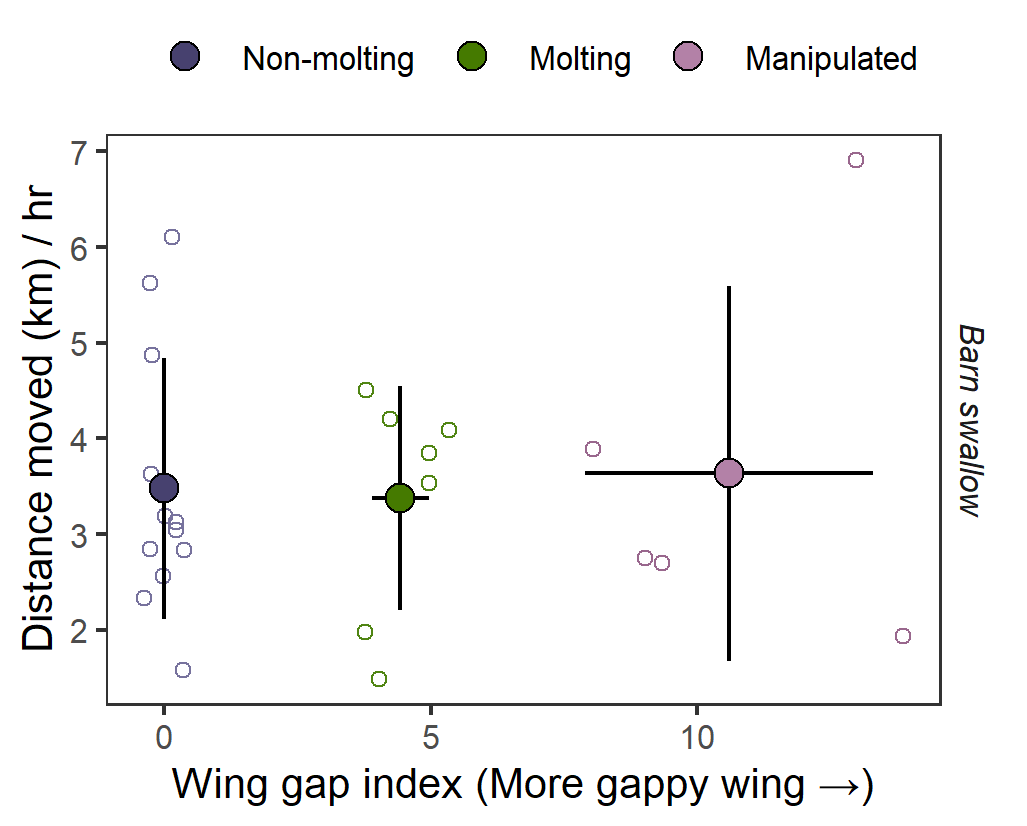 Non-molting Molting Manipulated
7
6
5
4
3
2
Distance moved (km) / hr
Barn swallow
0 5 10
Wing gap index (More gappy wing →)